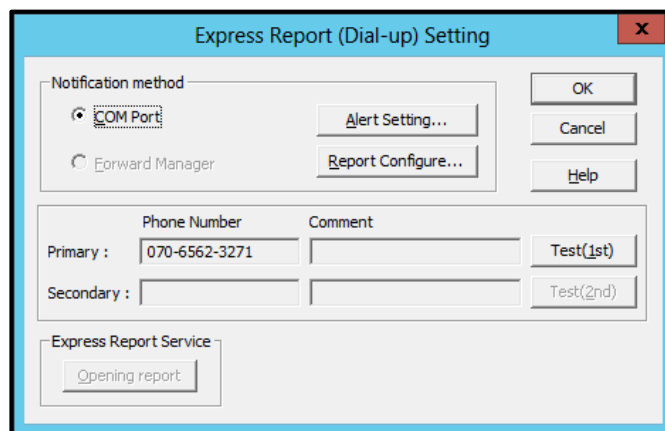 Express Report (Dial-up) Setting
x
Notification method
COM Port
Alert Setting...
Forward Manager
Report Configure...
OK
Cancel
Help
Phone Number Comment
Primary : 070-6562-3271 Test(1st)
Secondary : Test(2nd)
Express Report Service
Opening report